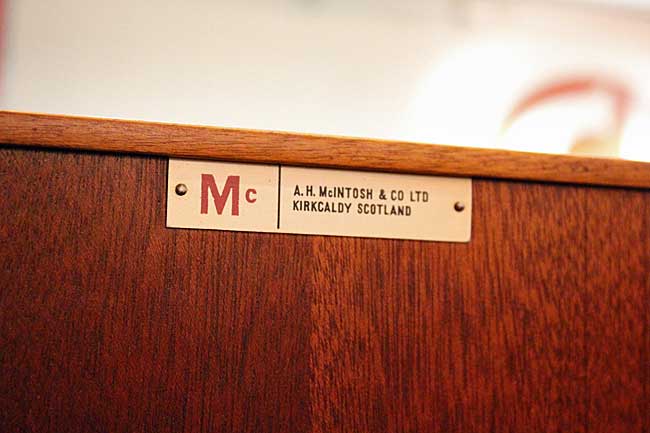 Mc
A.H. McINTOSH & CO LTD
KIRKCALDY SCOTLAND